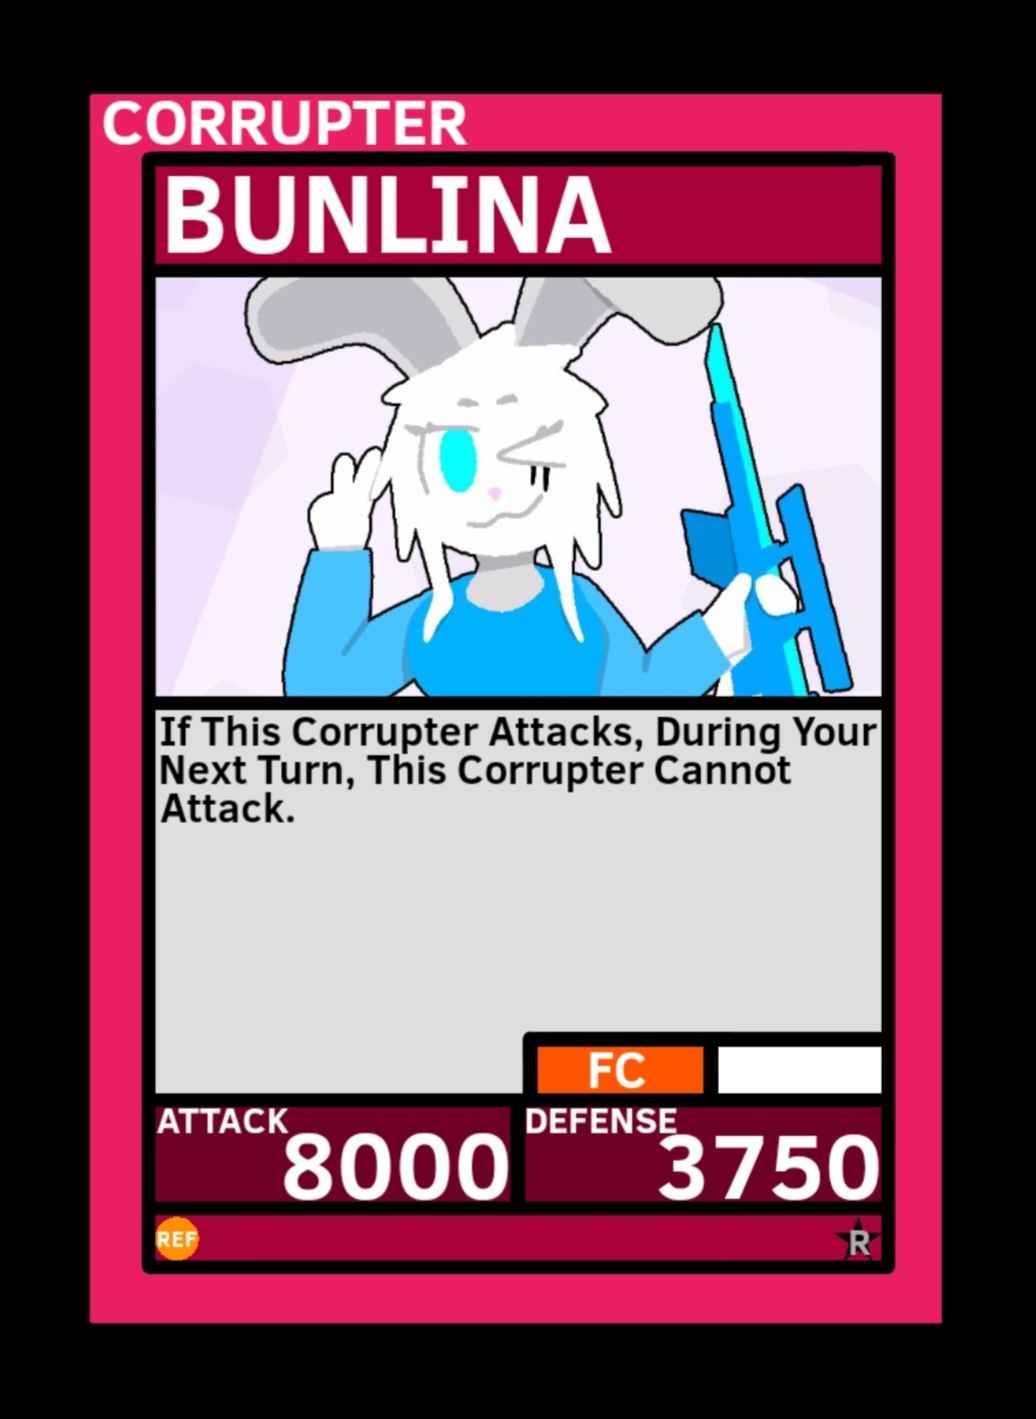 CORRUPTER
BUNLINA
If This Corrupter Attacks, During Your
Next Turn, This Corrupter Cannot
Attack.
FC
ATTACK
8000
DEFENSE
3750
REF
R